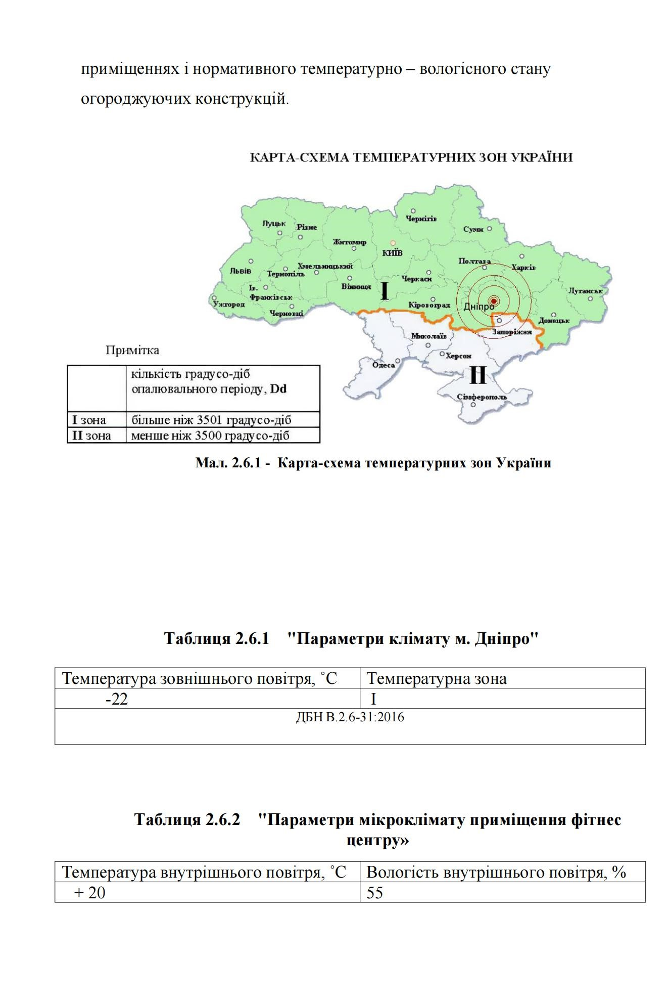 приміщеннях і нормативного температурно – вологісного стану
огороджуючих конструкцій.
КАРТА-СХЕМА ТЕМПЕРАТУРНИХ ЗОН УКРАЇНИ
Чернігів
Луцьк
Рівне
Суми
Житомир
КИЇВ
Полтава
Харків
Хмельницький
Львів
Тернопіль
Черкаси
Вінниця
Ів.
Франківськ
I
Луганськ
Ужгород
Кіровоград
Дніпро
Чернівці
Донецьк
Запоріжжя
Миколаїв
Херсон
Одеса
II
Сімферополь
Примітка
кількість градусо-діб
опалювального періоду, Dd
I зона більше ніж 3501 градусо-діб
II зона менше ніж 3500 градусо-діб
Мал. 2.6.1 - Карта-схема температурних зон України
Таблиця 2.6.1 "Параметри клімату м. Дніпро"
Температура зовнішнього повітря, ˚С Температурна зона
-22 І
ДБН В.2.6-31:2016
Таблиця 2.6.2 "Параметри мікроклімату приміщення фітнес
центру»
Температура внутрішнього повітря, ˚С Вологість внутрішнього повітря, %
+ 20 55